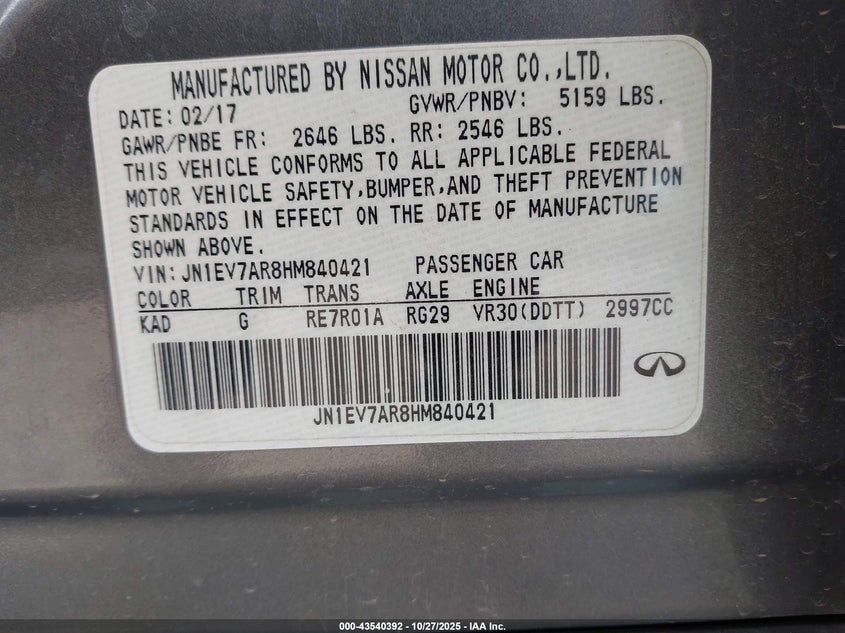 MANUFACTURED BY NISSAN MOTOR CO.,LTD.
DATE: 02/17 GVWR/PNBV: 5159 LBS.
GAWR/PNBE FR: 2646 LBS. RR: 2546 LBS.
THIS VEHICLE CONFORMS TO ALL APPLICABLE FEDERAL
MOTOR VEHICLE SAFETY,BUMPER,AND THEFT PREVENTION
STANDARDS IN EFFECT ON THE DATE OF MANUFACTURE
SHOWN ABOVE.
VIN:JN1EV7AR8HM840421 PASSENGER CAR
COLOR TRIM TRANS AXLE ENGINE
KAD G RE7R01A RG29 VR30(DDTT) 2997CC
JN1EV7AR8HM840421
000-43540392 - 10/27/2025 - IAA Inc.